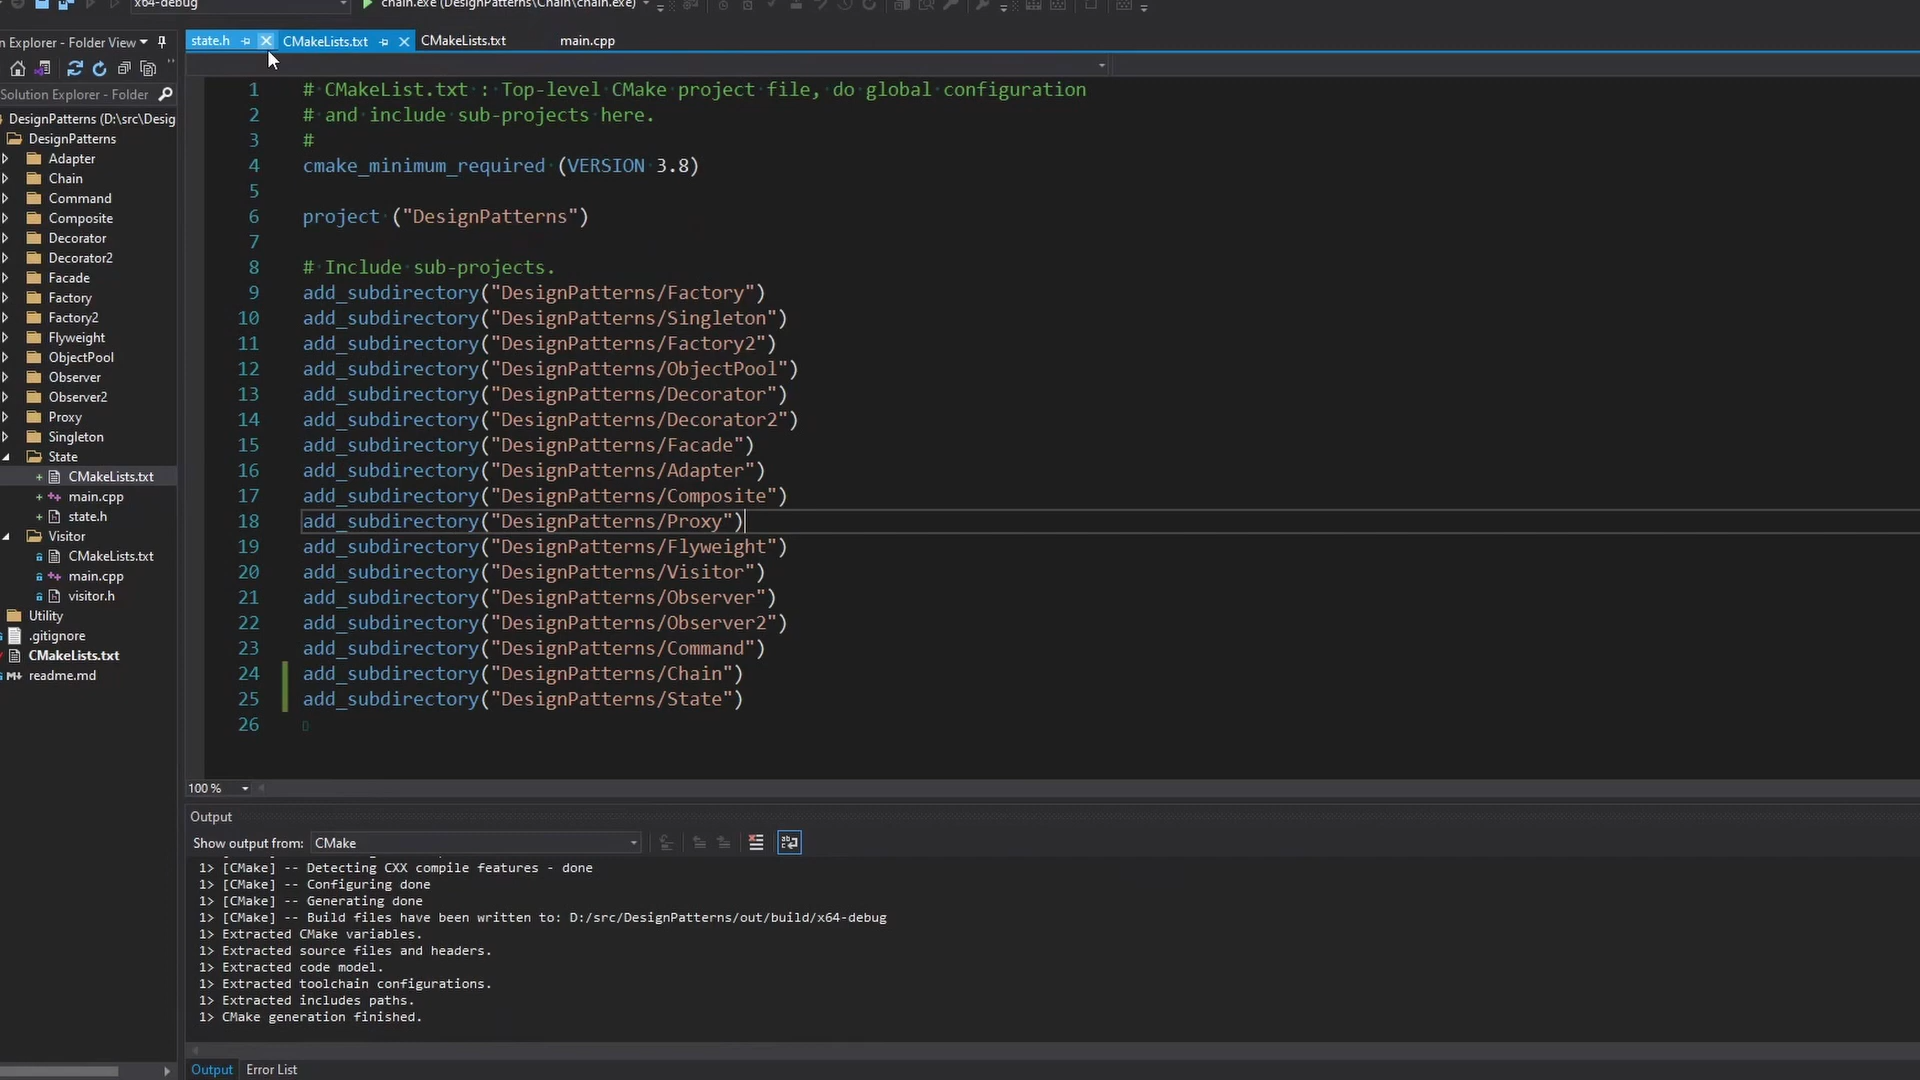 x64-debug
chain.exe (DesignPatterns\Chain\chain.exe)
n Explorer - Folder View
state.h
CMakeLists.txt
CMakeLists.txt
main.cpp
Solution Explorer - Folder
DesignPatterns (D:\src\Desig
DesignPatterns
Adapter
Chain
Command
Composite
Decorator
Decorator2
Facade
Factory
Factory2
Flyweight
ObjectPool
Observer
Observer2
Proxy
Singleton
State
CMakeLists.txt
main.cpp
state.h
Visitor
CMakeLists.txt
main.cpp
visitor.h
Utility
.gitignore
CMakeLists.txt
readme.md
1 # CMakeList.txt : Top-level CMake project file, do global configuration
2 # and include sub-projects here.
3 #
4 cmake_minimum_required (VERSION 3.8)
5
6 project ("DesignPatterns")
7
8 # Include sub-projects.
9 add_subdirectory("DesignPatterns/Factory")
10 add_subdirectory("DesignPatterns/Singleton")
11 add_subdirectory("DesignPatterns/Factory2")
12 add_subdirectory("DesignPatterns/ObjectPool")
13 add_subdirectory("DesignPatterns/Decorator")
14 add_subdirectory("DesignPatterns/Decorator2")
15 add_subdirectory("DesignPatterns/Facade")
16 add_subdirectory("DesignPatterns/Adapter")
17 add_subdirectory("DesignPatterns/Composite")
18 add_subdirectory("DesignPatterns/Proxy")
19 add_subdirectory("DesignPatterns/Flyweight")
20 add_subdirectory("DesignPatterns/Visitor")
21 add_subdirectory("DesignPatterns/Observer")
22 add_subdirectory("DesignPatterns/Observer2")
23 add_subdirectory("DesignPatterns/Command")
24 add_subdirectory("DesignPatterns/Chain")
25 add_subdirectory("DesignPatterns/State")
26
100 %
Output
Show output from: CMake
1> [CMake] -- Detecting CXX compile features - done
1> [CMake] -- Configuring done
1> [CMake] -- Generating done
1> [CMake] -- Build files have been written to: D:/src/DesignPatterns/out/build/x64-debug
1> Extracted CMake variables.
1> Extracted source files and headers.
1> Extracted code model.
1> Extracted toolchain configurations.
1> Extracted includes paths.
1> CMake generation finished.
Output Error List